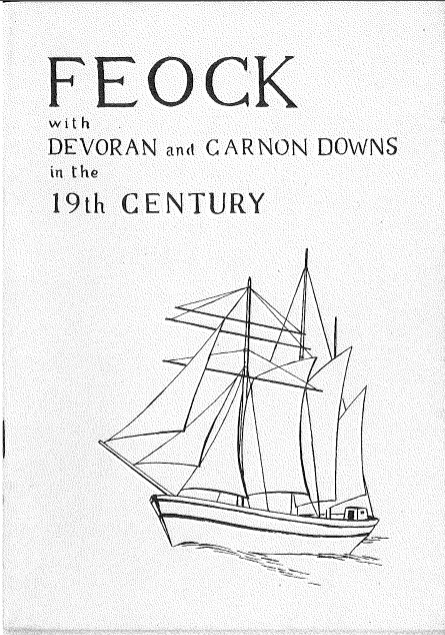 FEOCK
with
DEVORAN and CARNON DOWNS
in the
19th CENTURY